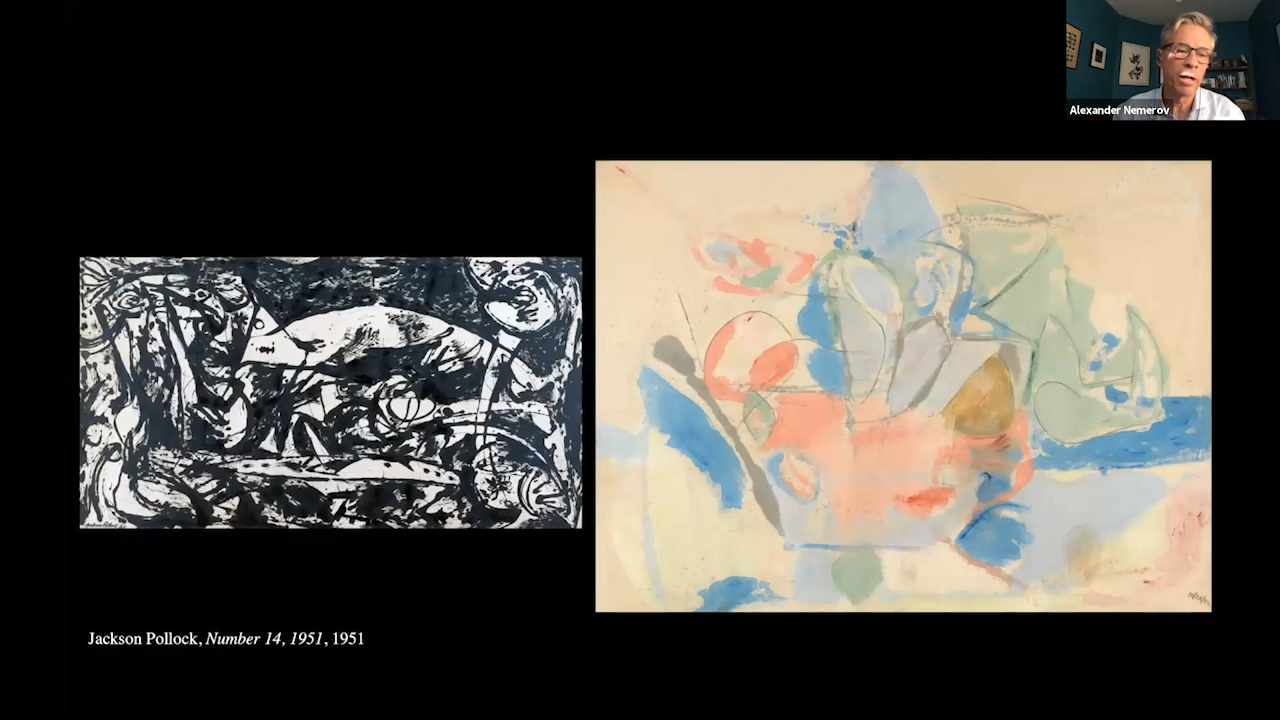 Alexander Nemerov
Jackson Pollock, Number 14, 1951, 1951